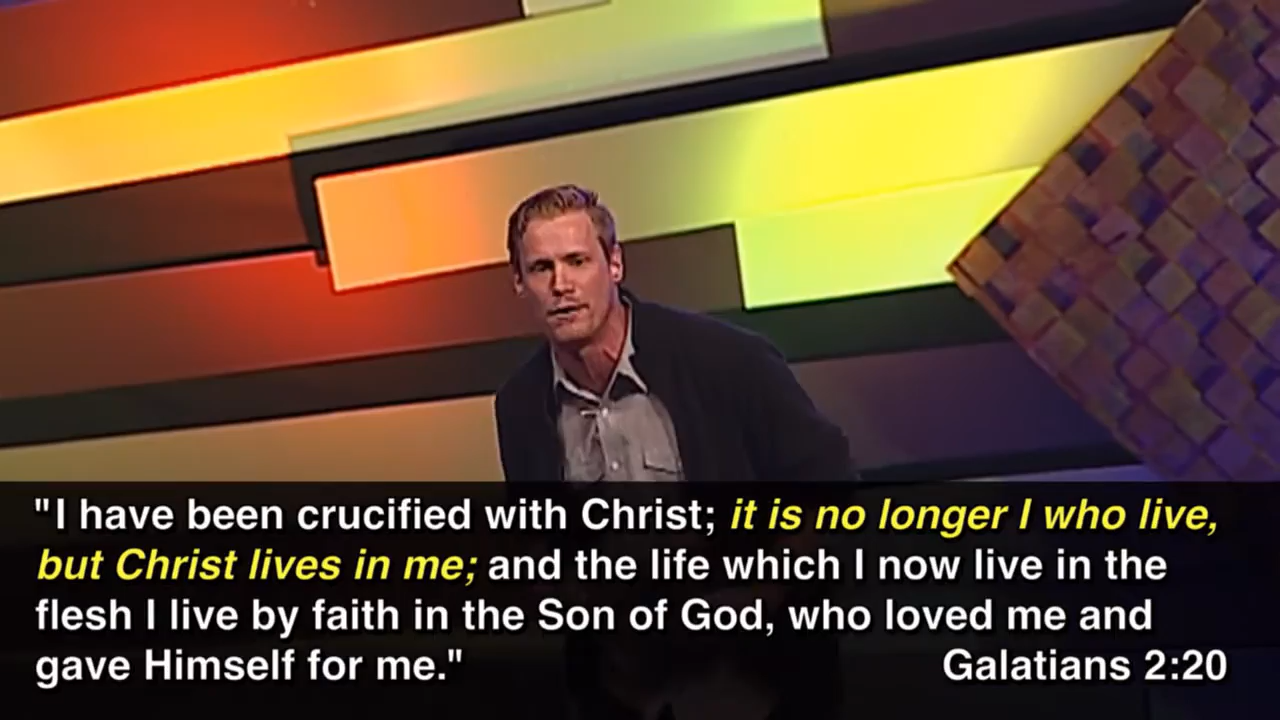 "I have been crucified with Christ; it is no longer I who live,
but Christ lives in me; and the life which I now live in the
flesh I live by faith in the Son of God, who loved me and
gave Himself for me." Galatians 2:20